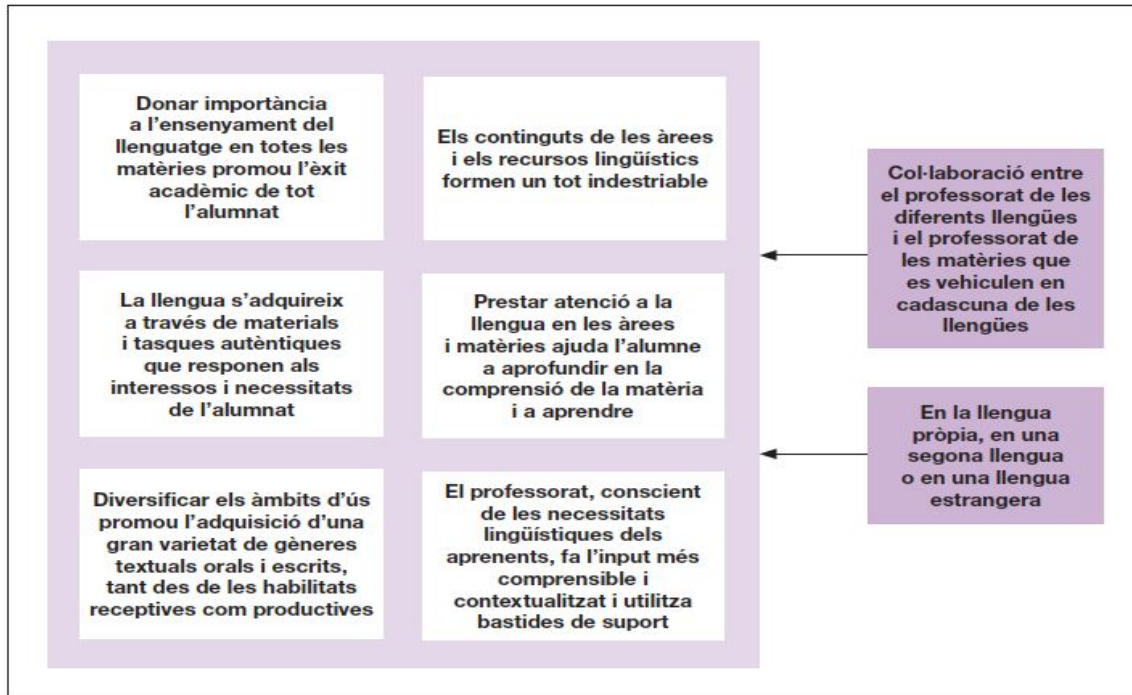 Donar importància
a l'ensenyament del
llenguatge en totes les
matèries promou l'èxit
acadèmic de tot
l'alumnat
Els continguts de les àrees
i els recursos lingüístics
formen un tot indestriable
La llengua s'adquireix
a través de materials
i tasques autèntiques
que responen als
interessos i necessitats
de l'alumnat
Prestar atenció a la
llengua en les àrees
i matèries ajuda l'alumne
a aprofundir en la
comprensió de la matèria
i a aprendre
Diversificar els àmbits d'ús
promou l'adquisició d'una
gran varietat de gèneres
textuals orals i escrits,
tant des de les habilitats
receptives com productives
El professorat, conscient
de les necessitats
lingüístiques dels
aprenents, fa l'input més
comprensible i
contextualitzat i utilitza
bastides de suport
Col·laboració entre
el professorat de les
diferents llengües
i el professorat de
les matèries que
es vehiculen en
cadascuna de les
llengües
En la llengua
pròpia, en una
segona llengua
o en una llengua
estrangera